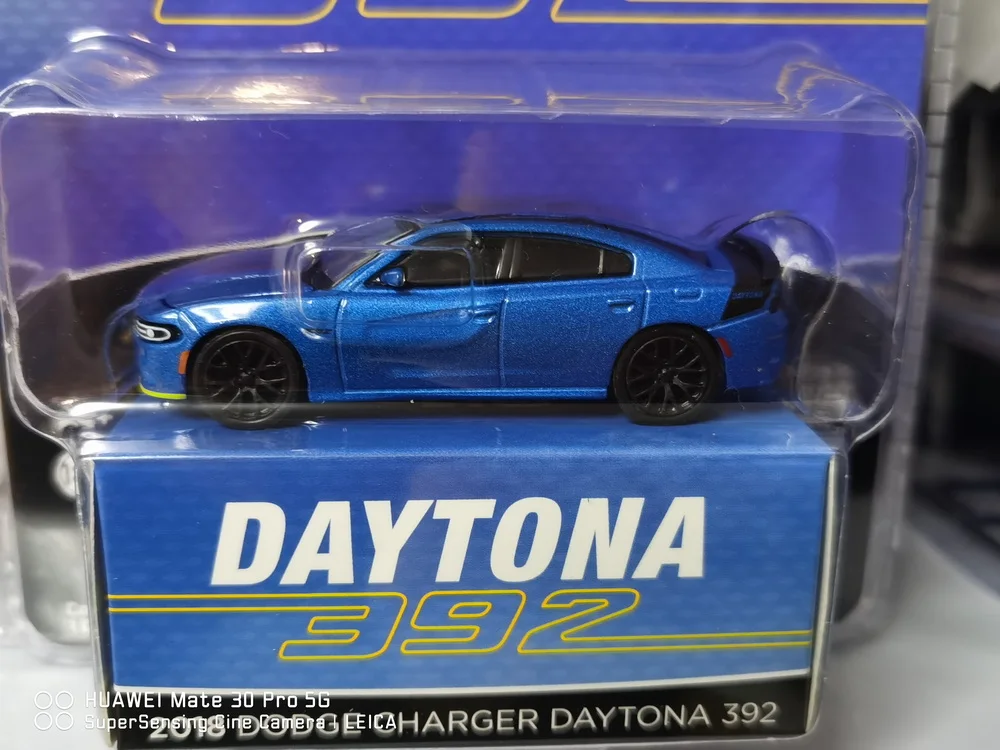 DAYTONA
392
2018 DODGE CHARGER DAYTONA 392
HUAWEI Mate 30 Pro 5G
SuperSensing Cine Camera | LEICA